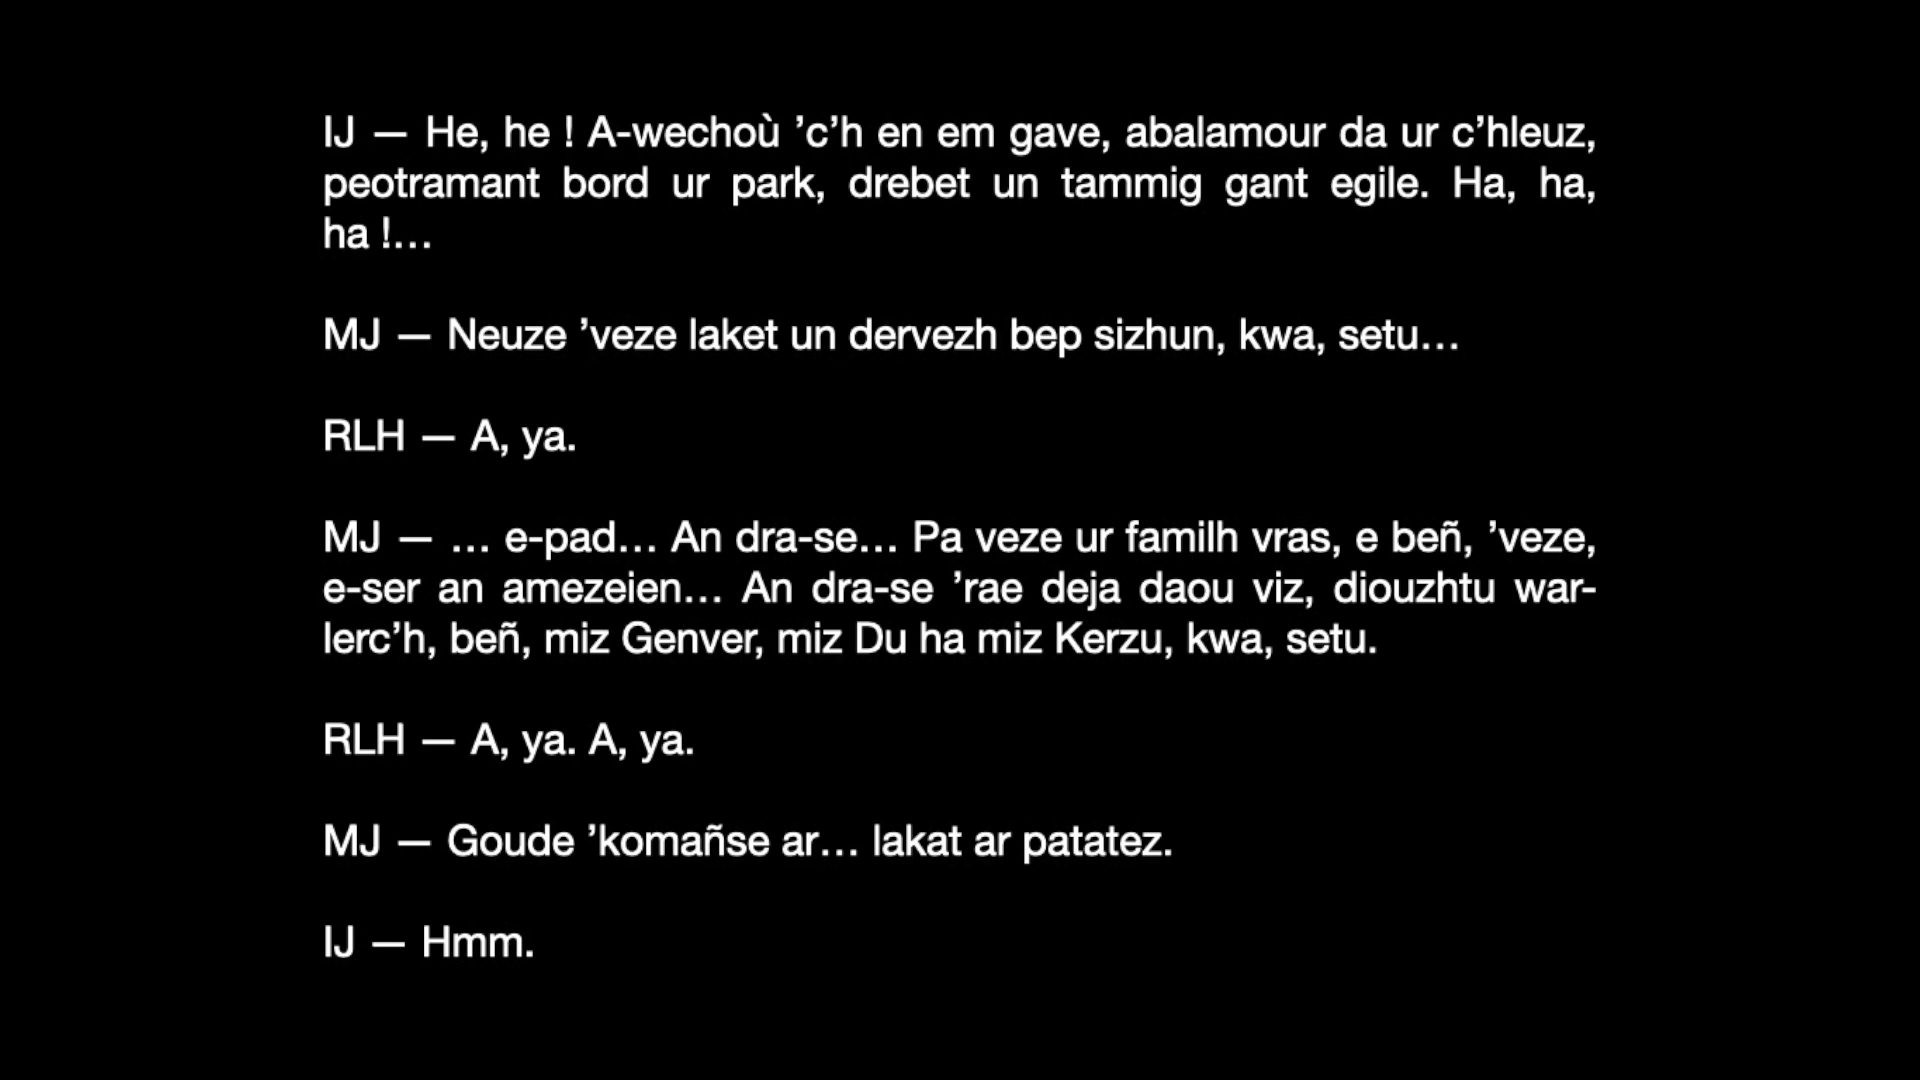 IJ — He, he ! A-wechoù ’c’h en em gave, abalamour da ur c’hleuz,
peotramant bord ur park, drebet un tammig gant egile. Ha, ha,
ha !…
MJ — Neuze ’veze laket un dervezh bep sizhun, kwa, setu…
RLH — A, ya.
MJ — … e-pad… An dra-se… Pa veze ur familh vras, e beñ, ’veze,
e-ser an amezeien… An dra-se ’rae deja daou viz, diouzhtu war-
lerc’h, beñ, miz Genver, miz Du ha miz Kerzu, kwa, setu.
RLH — A, ya. A, ya.
MJ — Goude ’komañse ar… lakat ar patatez.
IJ — Hmm.